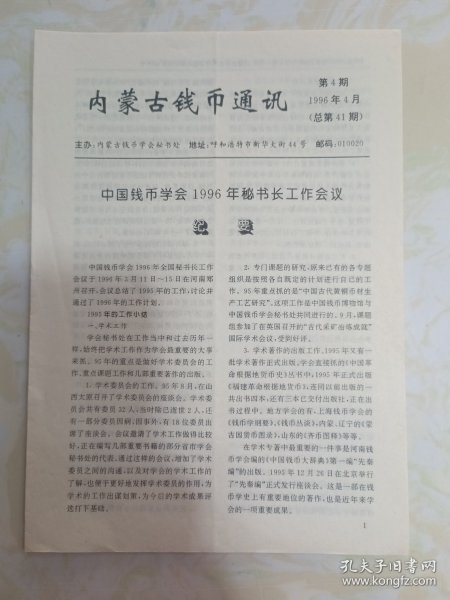 内蒙古钱币通讯
第4期
1996年4月
(总第41期)
主办:内蒙古钱币学会秘书处 地址:呼和浩特市新华大街44号 邮码:010020
中国钱币学会1996年秘书长工作会议
纪 要
中国钱币学会1996年全国秘书长工作
会议于1996年3月11日~15日在河南郑
州召开。会议总结了1995年的工作,讨论并
通过了1996年的工作计划。
1995年的工作小结
一、学术工作
学会秘书处在工作当中和过去历年一
样,始终把学术工作作为学会最重要的大事
来抓。95年的重点是做好学术委员会的工
作、重点课题工作和几部重要著作的出版。
1.学术委员会的工作。95年8月,在山
西太原召开了学术委员会的座谈会。学术委
员会共有委员32人,当时除已逝世2人,还
有一部分委员因病、因事外,有18位委员出
席了座谈会。会议邀请了学术工作做得比较
好,正在编写几部重要书籍的部分省市学会
秘书处的代表。通过这样的会议,增加了学术
委员之间的沟通,以及对学会的学术工作的
了解,也便于更好地发挥学术委员的作用,为
学术的工作出谋划策,为今后的学术成果评
选打下基础。
2.专门课题的研究。原来已有的各专题
组织是按照各自既定的计划进行自己的工
作。95年重点抓的是“中国古代黄铜币材生
产工艺研究”。这项工作是中国钱币博物馆与
中国钱币学会秘书处共同进行的。9月,课题
组参加了在英国召开的“古代采矿冶炼成就”
国际学术会议,受到好评。
3.学术著作的出版工作。1995年又有一
批学术著作正式出版。学会直接抓的《中国革
命根据地货币史》丛书中,1995年正式出版
《福建革命根据地货币》,连同以前出版的一
共出书四本,还有三本已交付出版社,正在出
书过程中。地方学会的有:上海钱币学会的
《钱币学纲要》、《钱币丛谈》;内蒙、辽宁的《蒙
古国货币图录》;山东的《齐币图释》等等。
在学术专著中最重要的一件事是河南钱
币学会编的《中国钱币大辞典》第一编“先秦
编”的出版。1995年12月26日在北京举行
了“先秦编”正式发行座谈会。这是一部在钱
币学史上有重要地位的著作,也是近年来学
会的一项重要成果。
1
孔夫子旧书网
www.kongfz.com